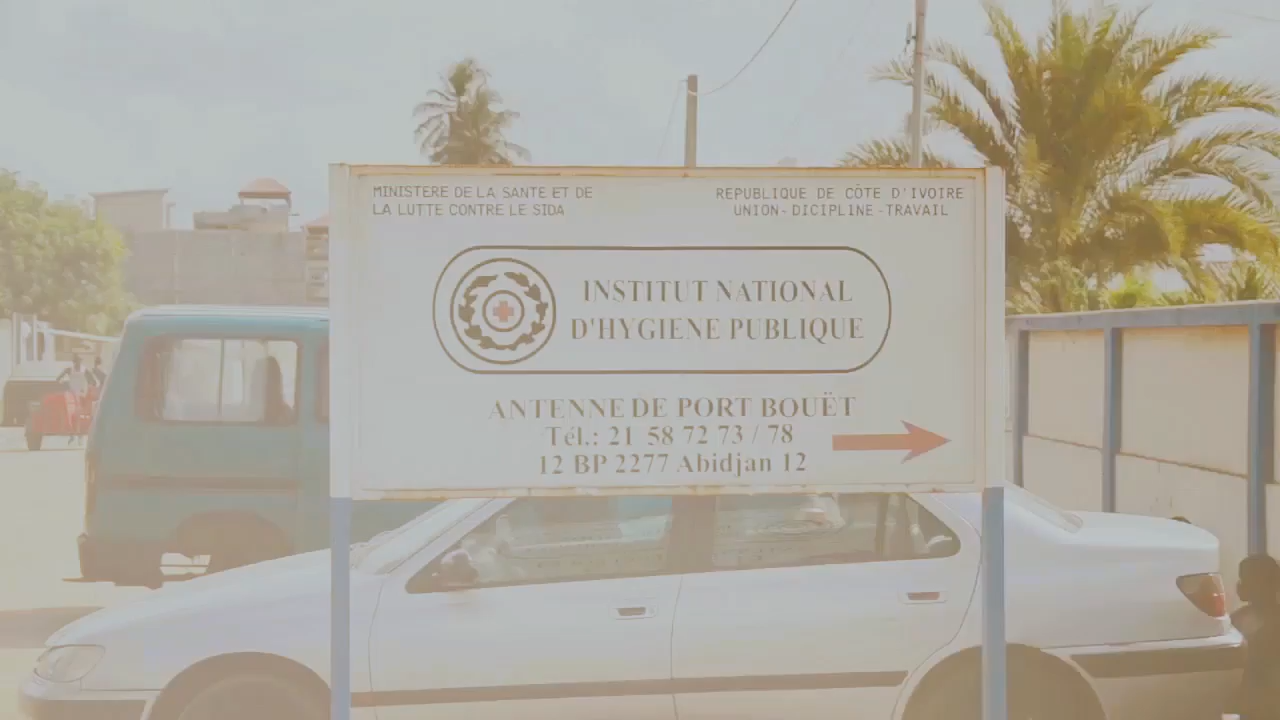 MINISTERE DE LA SANTE ET DE
LA LUTTE CONTRE LE SIDA
REPUBLIQUE DE CÔTE D'IVOIRE
UNION - DICIPLINE - TRAVAIL
INSTITUT NATIONAL
D'HYGIENE PUBLIQUE
ANTENNE DE PORT BOUËT
Tél.: 21 58 72 73 / 78
12 BP 2277 Abidjan 12